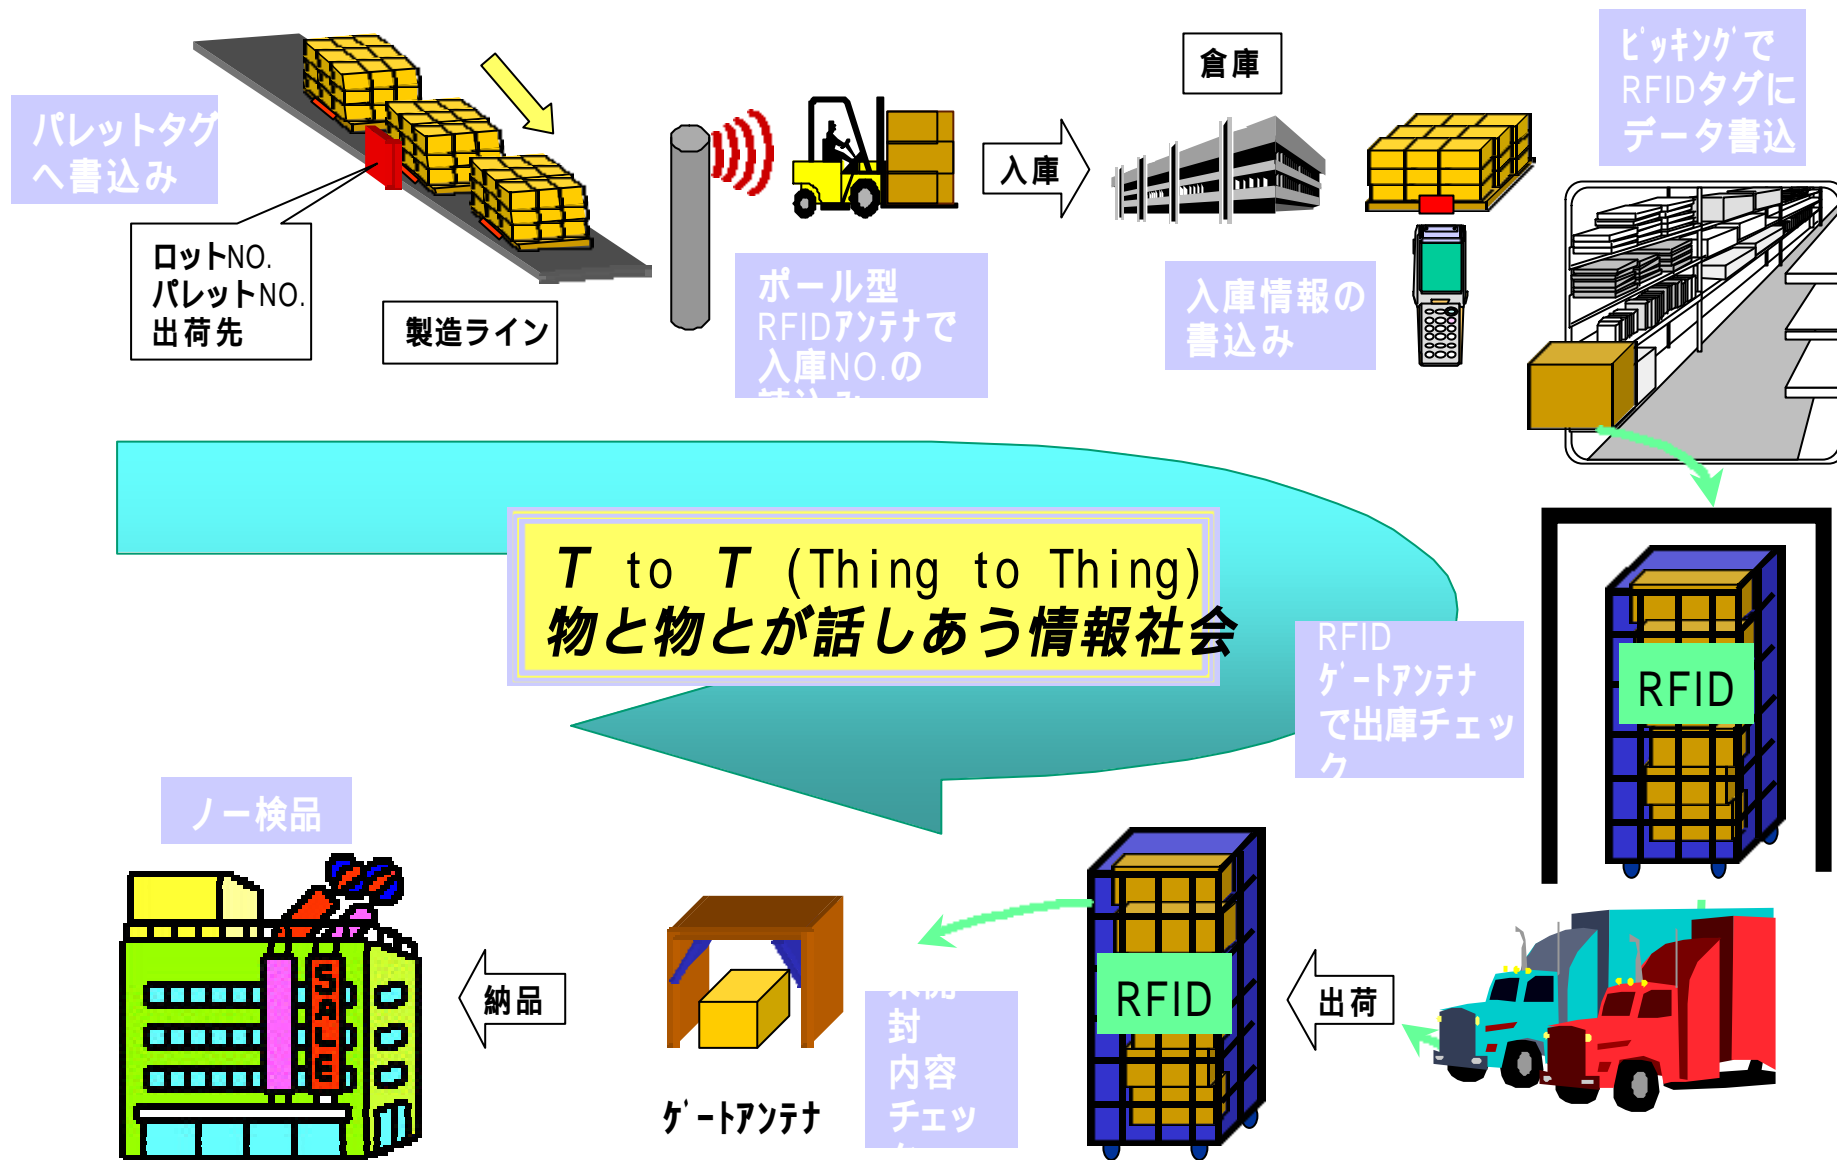 パレットタグ
へ書込み
ロットNO.
パレットNO.
出荷先
製造ライン
ポール型
RFIDアンテナで
入庫NO.の
読込み
入庫
倉庫
入庫情報の
書込み
ピッキングで
RFIDタグに
データ書込
T to T (Thing to Thing)
物と物とが話しあう情報社会
RFID
ゲートアンテナ
で出庫チェッ
ク
RFID
出荷
RFID
未開
封
内容
チェッ
ク
ゲートアンテナ
納品
ノー検品
SALE